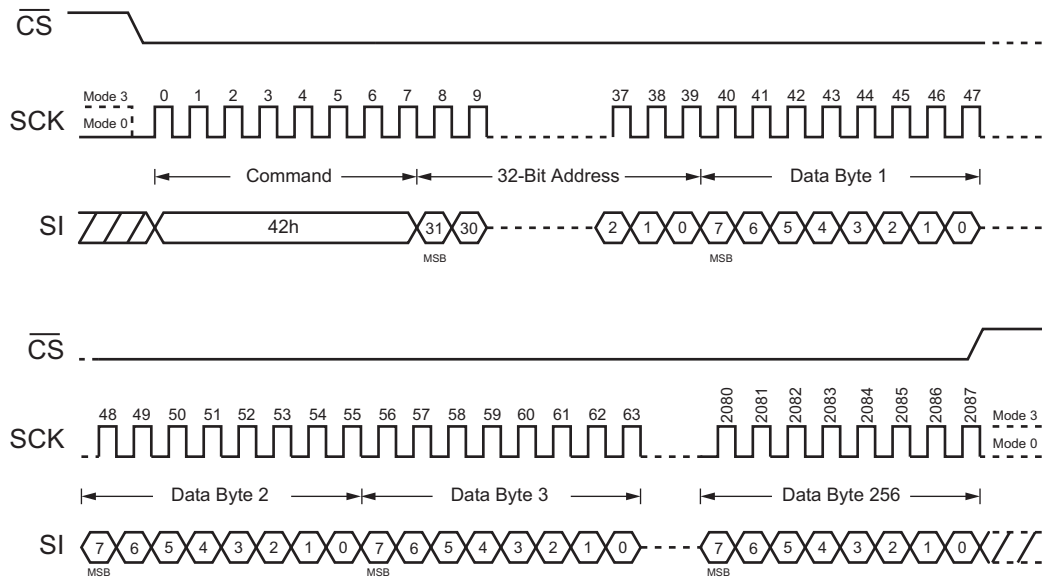 CS
Mode 3 0 1 2 3 4 5 6 7 8 9 37 38 39 40 41 42 43 44 45 46 47
SCK Mode 0
Command 32-Bit Address Data Byte 1
SI 42h 31 30 2 1 0 7 6 5 4 3 2 1 0
MSB MSB
CS
48 49 50 51 52 53 54 55 56 57 58 59 60 61 62 63 2080 2081 2082 2083 2084 2085 2086 2087 Mode 3
SCK Mode 0
Data Byte 2 Data Byte 3 Data Byte 256
SI 7 6 5 4 3 2 1 0 7 6 5 4 3 2 1 0 7 6 5 4 3 2 1 0
MSB MSB MSB